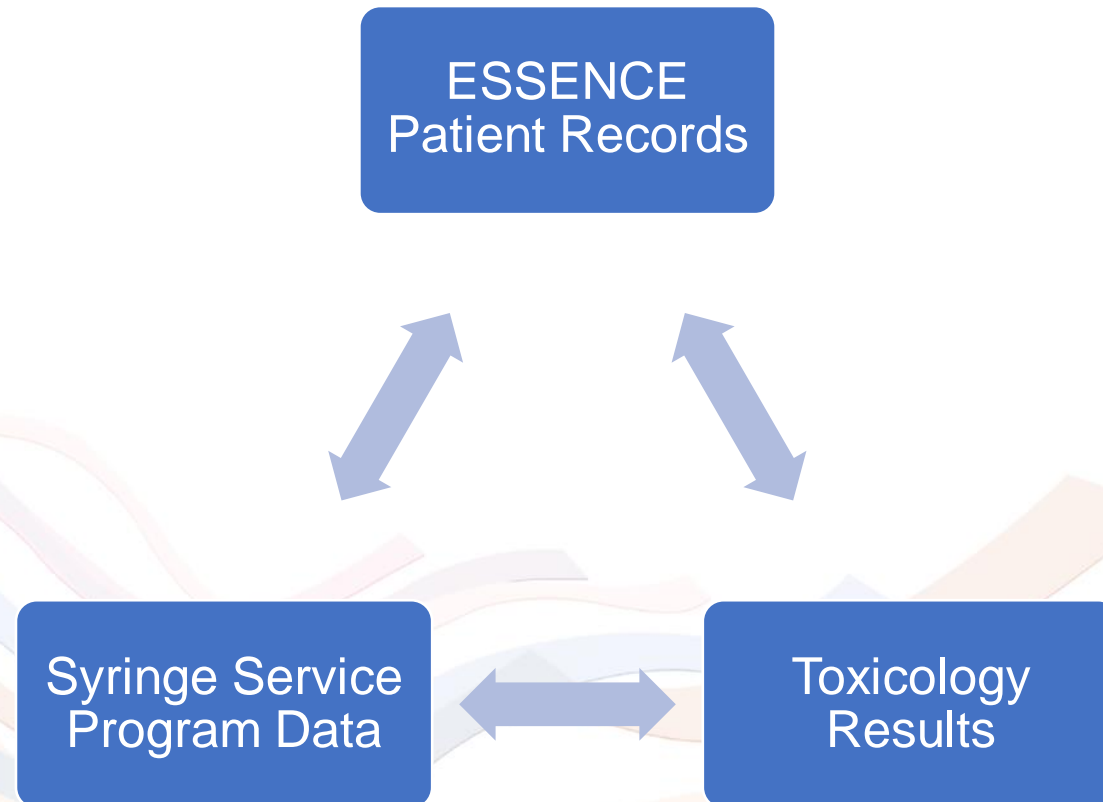 ESSENCE
Patient Records
Syringe Service
Program Data
Toxicology
Results